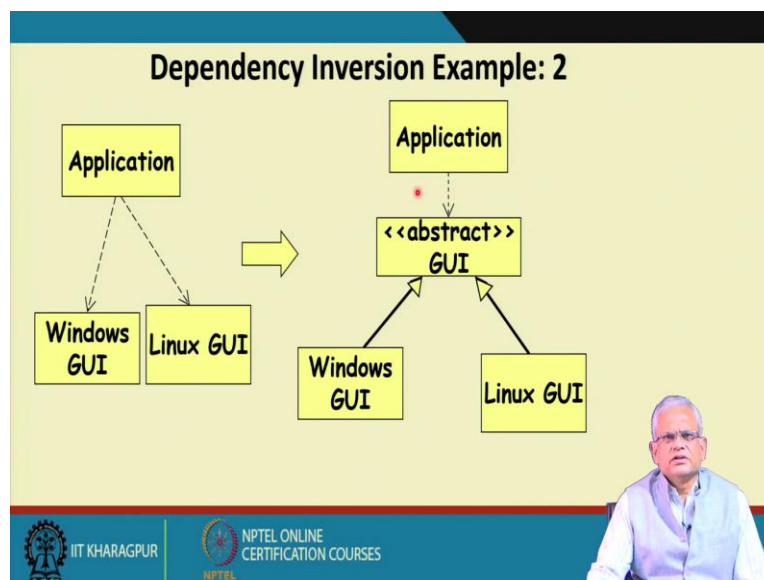 Dependency Inversion Example: 2
Application
Windows
GUI
Linux GUI
Application
<<abstract>>
GUI
Windows
GUI
Linux GUI
IIT KHARAGPUR
NPTEL ONLINE
CERTIFICATION COURSES
NPTEL